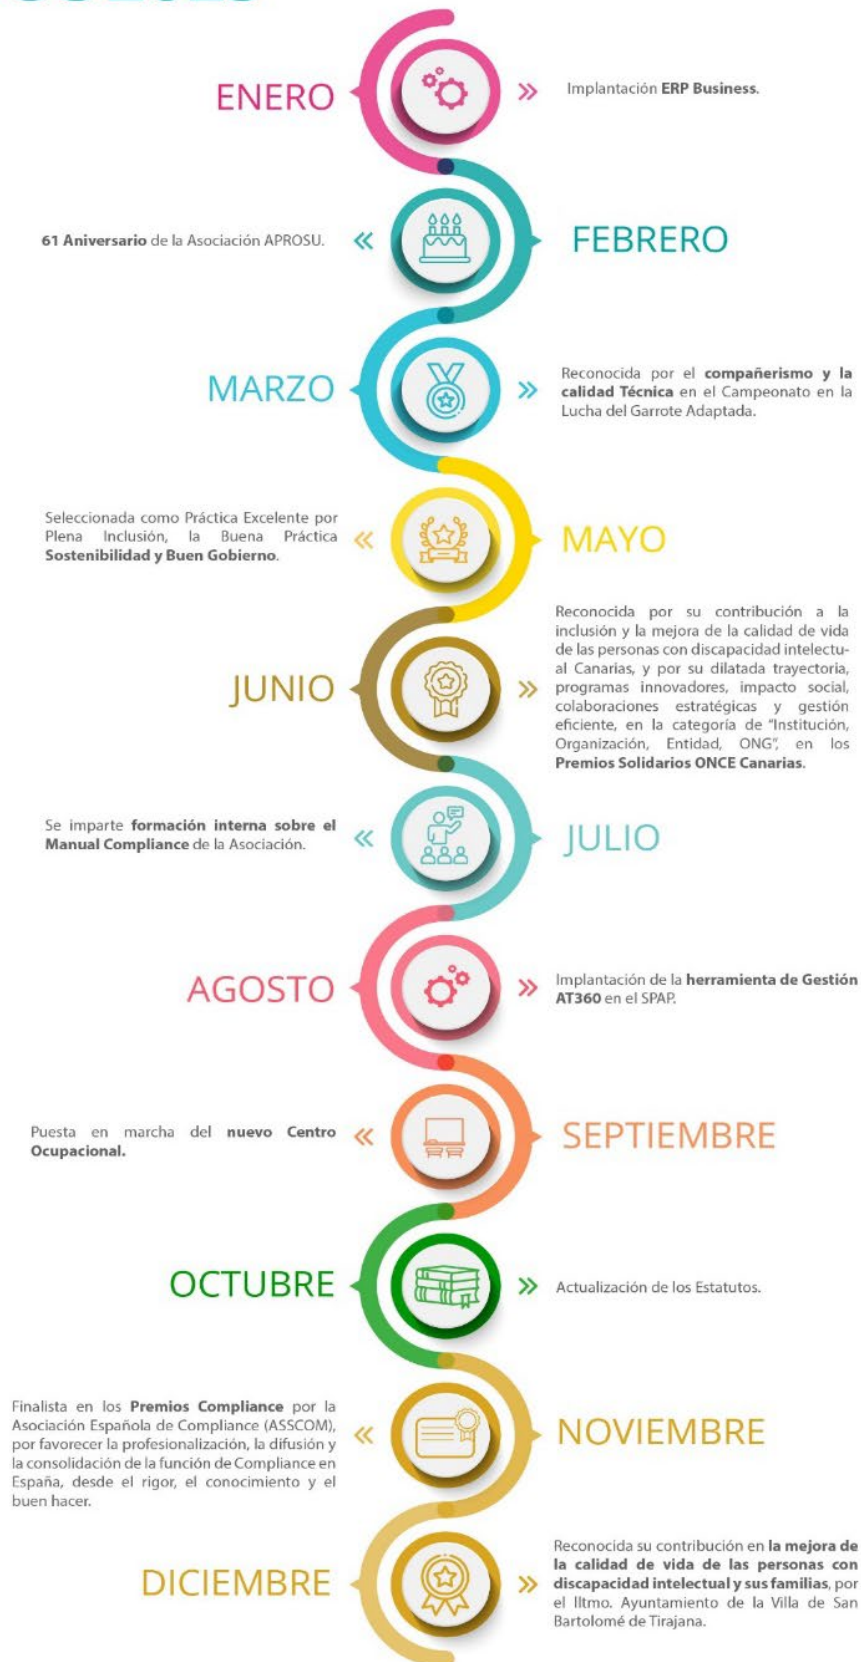 ENERO
Implantación ERP Business.
61 Aniversario de la Asociación APROSU.
FEBRERO
MARZO
Reconocida por el compañerismo y la
calidad Técnica en el Campeonato en la
Lucha del Garrote Adaptada.
Seleccionada como Práctica Excelente por
Plena Inclusión, la Buena Práctica
Sostenibilidad y Buen Gobierno.
MAYO
JUNIO
Reconocida por su contribución a la
inclusión y la mejora de la calidad de vida
de las personas con discapacidad intelectu-
al Canarias, y por su dilatada trayectoria,
programas innovadores, impacto social,
colaboraciones estratégicas y gestión
eficiente, en la categoría de "Institución,
Organización, Entidad, ONG", en los
Premios Solidarios ONCE Canarias.
Se imparte formación interna sobre el
Manual Compliance de la Asociación.
JULIO
AGOSTO
Implantación de la herramienta de Gestión
AT360 en el SPAP.
Puesta en marcha del nuevo Centro
Ocupacional.
SEPTIEMBRE
OCTUBRE
Actualización de los Estatutos.
Finalista en los Premios Compliance por la
Asociación Española de Compliance (ASSCOM),
por favorecer la profesionalización, la difusión y
la consolidación de la función de Compliance en
España, desde el rigor, el conocimiento y el
buen hacer.
NOVIEMBRE
DICIEMBRE
Reconocida su contribución en la mejora de
la calidad de vida de las personas con
discapacidad intelectual y sus familias, por
el Iltmo. Ayuntamiento de la Villa de San
Bartolomé de Tirajana.